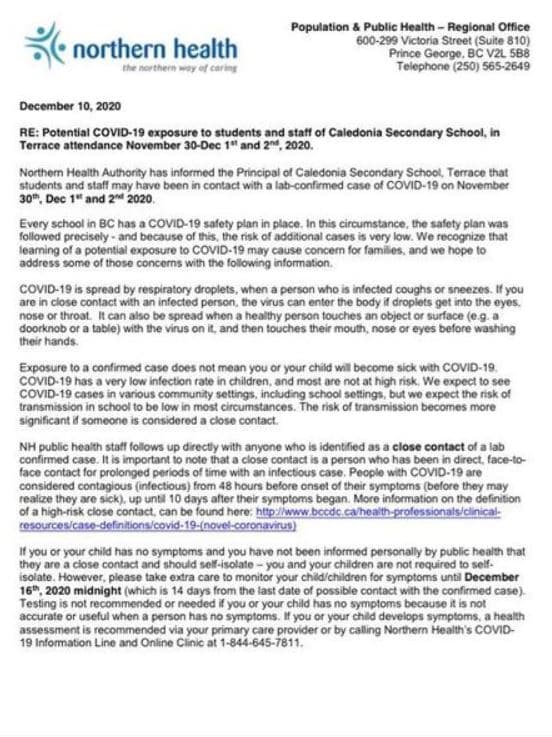 northern health
the northern way of caring
Population & Public Health – Regional Office
600-299 Victoria Street (Suite 810)
Prince George, BC V2L 5B8
Telephone (250) 565-2649
December 10, 2020
RE: Potential COVID-19 exposure to students and staff of Caledonia Secondary School, in
Terrace attendance November 30-Dec 1st and 2nd, 2020.
Northern Health Authority has informed the Principal of Caledonia Secondary School, Terrace that
students and staff may have been in contact with a lab-confirmed case of COVID-19 on November
30th, Dec 1st and 2nd 2020.
Every school in BC has a COVID-19 safety plan in place. In this circumstance, the safety plan was
followed precisely - and because of this, the risk of additional cases is very low. We recognize that
learning of a potential exposure to COVID-19 may cause concern for families, and we hope to
address some of those concerns with the following information.
COVID-19 is spread by respiratory droplets, when a person who is infected coughs or sneezes. If you
are in close contact with an infected person, the virus can enter the body if droplets get into the eyes,
nose or throat. It can also be spread when a healthy person touches an object or surface (e.g. a
doorknob or a table) with the virus on it, and then touches their mouth, nose or eyes before washing
their hands.
Exposure to a confirmed case does not mean you or your child will become sick with COVID-19.
COVID-19 has a very low infection rate in children, and most are not at high risk. We expect to see
COVID-19 cases in various community settings, including school settings, but we expect the risk of
transmission in school to be low in most circumstances. The risk of transmission becomes more
significant if someone is considered a close contact.
NH public health staff follows up directly with anyone who is identified as a close contact of a lab
confirmed case. It is important to note that a close contact is a person who has been in direct, face-to-
face contact for prolonged periods of time with an infectious case. People with COVID-19 are
considered contagious (infectious) from 48 hours before onset of their symptoms (before they may
realize they are sick), up until 10 days after their symptoms began. More information on the definition
of a high-risk close contact, can be found here: http://www.bccdc.ca/health-professionals/clinical-
resources/case-definitions/covid-19-(novel-coronavirus)
If you or your child has no symptoms and you have not been informed personally by public health that
they are a close contact and should self-isolate – you and your children are not required to self-
isolate. However, please take extra care to monitor your child/children for symptoms until December
16th, 2020 midnight (which is 14 days from the last date of possible contact with the confirmed case).
Testing is not recommended or needed if you or your child has no symptoms because it is not
accurate or useful when a person has no symptoms. If you or your child develops symptoms, a health
assessment is recommended via your primary care provider or by calling Northern Health's COVID-
19 Information Line and Online Clinic at 1-844-645-7811.